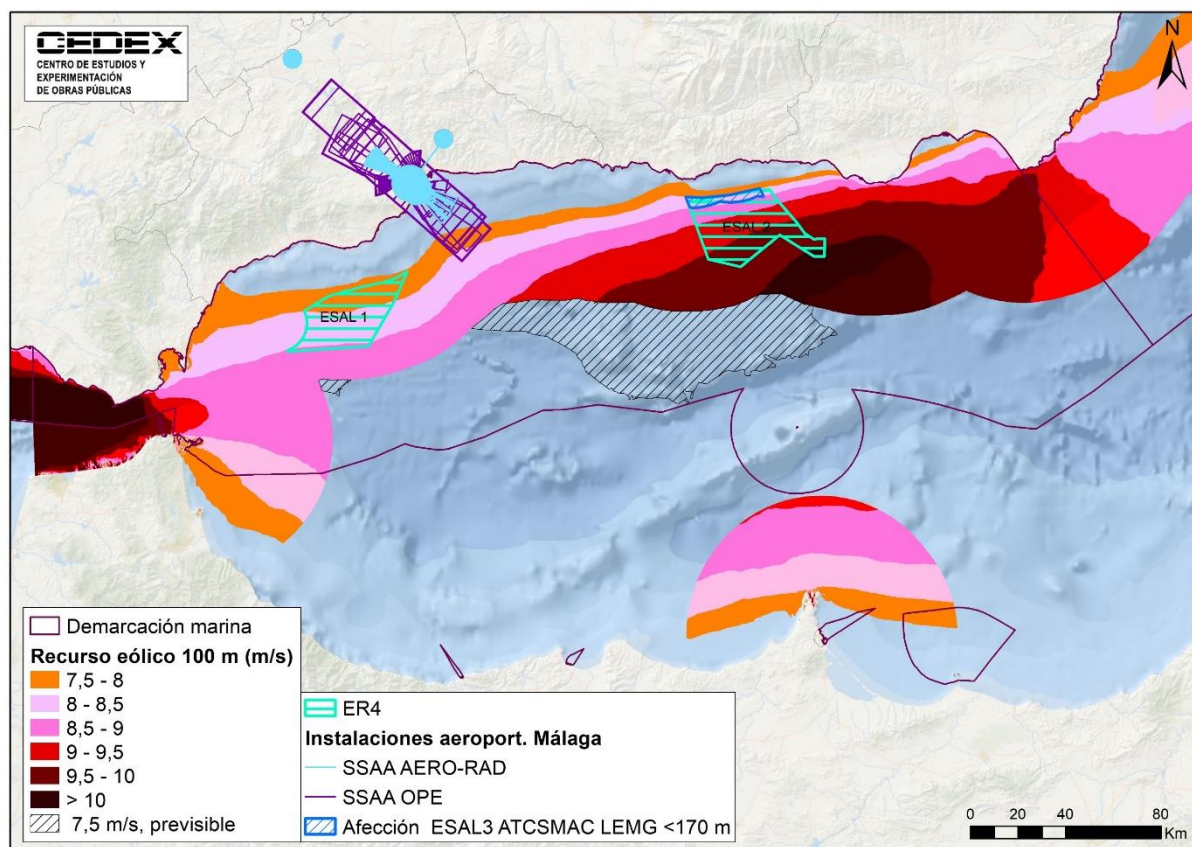 CEDEX
CENTRO DE ESTUDIOS Y
EXPERIMENTACIÓN
DE OBRAS PÚBLICAS
N
ESAL 2
ESAL 1
Demarcación marina
Recurso eólico 100 m (m/s)
7,5 - 8
8 - 8,5
8,5 - 9
9 - 9,5
9,5 - 10
> 10
7,5 m/s, previsible
ER4
Instalaciones aeroport. Málaga
SSAA AERO-RAD
SSAA OPE
Afección ESAL3 ATCSMAC LEMG <170 m
0 20 40 60 80
Km